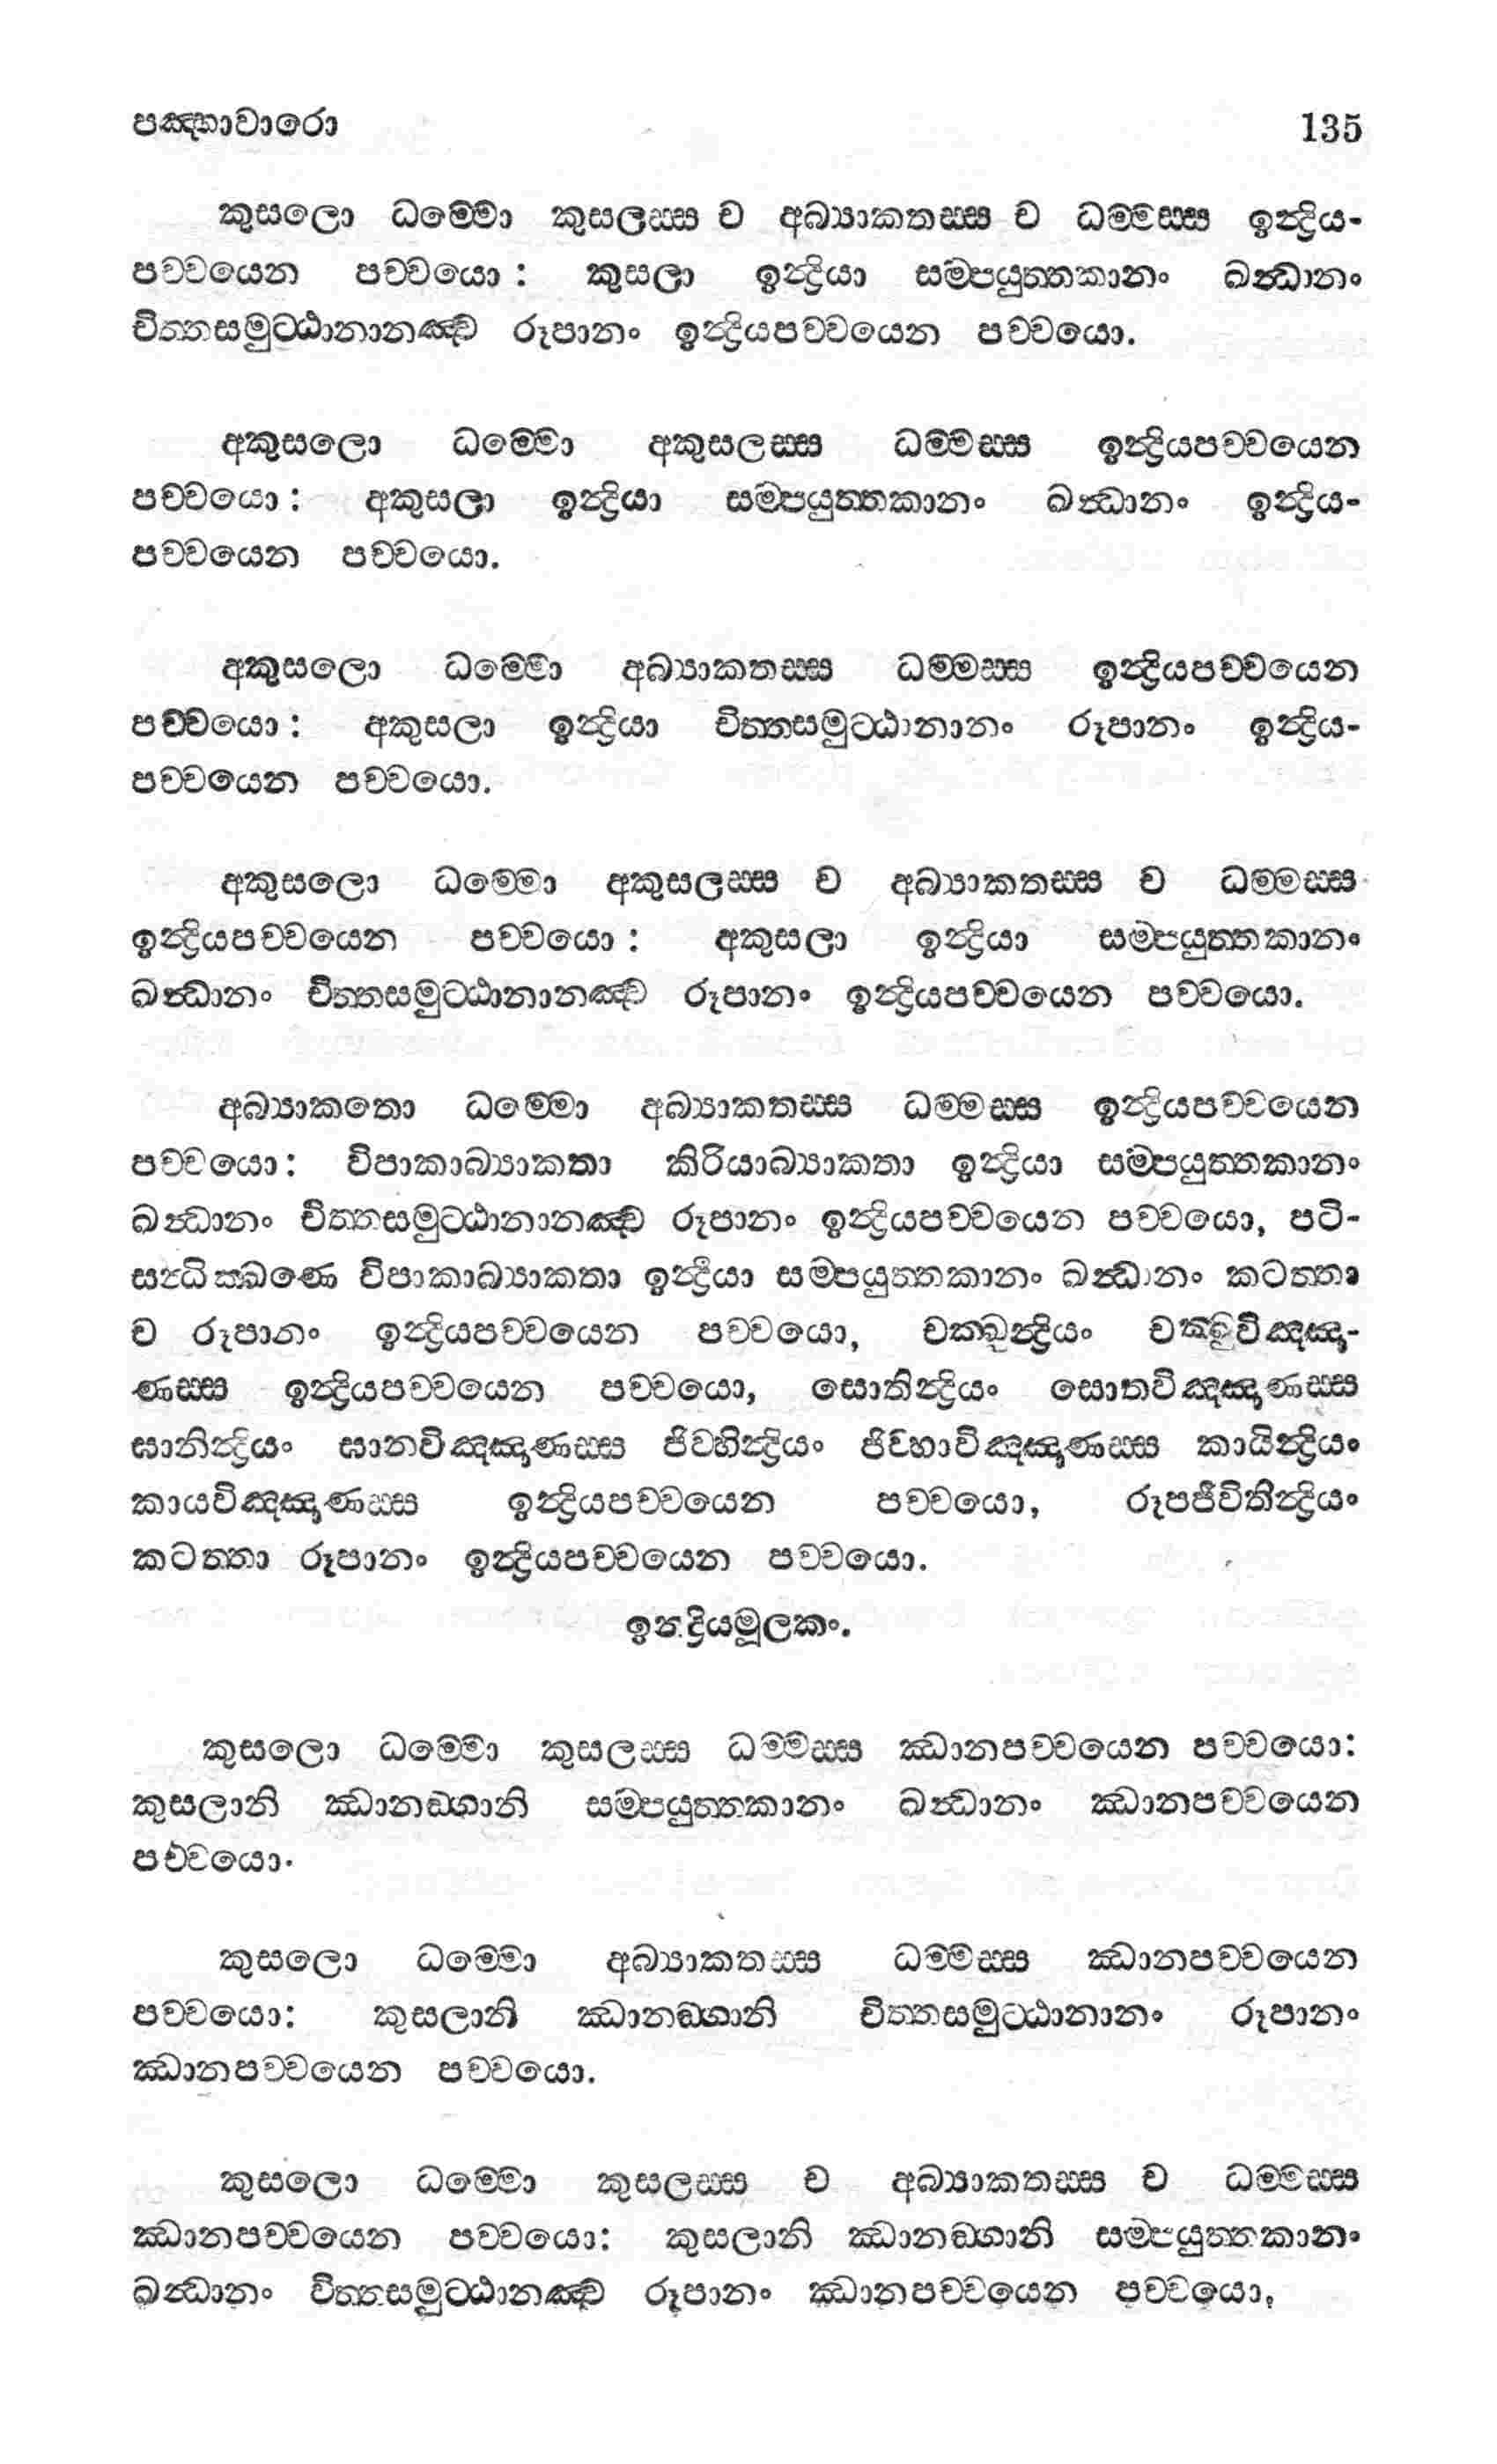 පඤ්හාවාරො 135
කුසලො ධම්මො කුසලස්ස ච අබ්‍යාකතස්ස ච ධම්මස්ස ඉන්ද්‍රිය-
පච්චයෙන පච්චයො : කුසලා ඉන්ද්‍රියා සම්පයුත්තකානං ඛන්ධානං
චිත්තසමුට්ඨානානඤ්ච රූපානං ඉන්ද්‍රියපච්චයෙන පච්චයො.
අකුසලො ධම්මො අකුසලස්ස ධම්මස්ස ඉන්ද්‍රියපච්චයෙන
පච්චයො : අකුසලා ඉන්ද්‍රියා සම්පයුත්තකානං ඛන්ධානං ඉන්ද්‍රිය-
පච්චයෙන පච්චයො.
අකුසලො ධම්මො අබ්‍යාකතස්ස ධම්මස්ස ඉන්ද්‍රියපච්චයෙන
පච්චයො : අකුසලා ඉන්ද්‍රියා චිත්තසමුට්ඨානානං රූපානං ඉන්ද්‍රිය-
පච්චයෙන පච්චයො.
අකුසලො ධම්මො අකුසලස්ස ච අබ්‍යාකතස්ස ච ධම්මස්ස
ඉන්ද්‍රියපච්චයෙන පච්චයො : අකුසලා ඉන්ද්‍රියා සම්පයුත්තකානං
ඛන්ධානං චිත්තසමුට්ඨානානඤ්ච රූපානං ඉන්ද්‍රියපච්චයෙන පච්චයො.
අබ්‍යාකතො ධම්මො අබ්‍යාකතස්ස ධම්මස්ස ඉන්ද්‍රියපච්චයෙන
පච්චයො: විපාකාබ්‍යාකතා කිරියාබ්‍යාකතා ඉන්ද්‍රියා සම්පයුත්තකානං
ඛන්ධානං චිත්තසමුට්ඨානානඤ්ච රූපානං ඉන්ද්‍රියපච්චයෙන පච්චයො, පටි-
සන්ධික්ඛණෙ විපාකාබ්‍යාකතා ඉන්ද්‍රියා සම්පයුත්තකානං ඛන්ධානං කටත්තා
ච රූපානං ඉන්ද්‍රියපච්චයෙන පච්චයො, චක්ඛුන්ද්‍රියං චක්ඛුවිඤ්ඤා-
ණස්ස ඉන්ද්‍රියපච්චයෙන පච්චයො, සොතින්ද්‍රියං සොතවිඤ්ඤාණස්ස
ඝානින්ද්‍රියං ඝානවිඤ්ඤාණස්ස ජිව්හින්ද්‍රියං ජිව්හාවිඤ්ඤාණස්ස කායින්ද්‍රියං
කායවිඤ්ඤාණස්ස ඉන්ද්‍රියපච්චයෙන පච්චයො, රූපජීවිතින්ද්‍රියං
කටත්තා රූපානං ඉන්ද්‍රියපච්චයෙන පච්චයො.
ඉන්ද්‍රියමූලකං.
කුසලො ධම්මො කුසලස්ස ධම්මස්ස ඣානපච්චයෙන පච්චයො:
කුසලානි ඣානඞ්ගානි සම්පයුත්තකානං ඛන්ධානං ඣානපච්චයෙන
පච්චයො.
කුසලො ධම්මො අබ්‍යාකතස්ස ධම්මස්ස ඣානපච්චයෙන
පච්චයො: කුසලානි ඣානඞ්ගානි චිත්තසමුට්ඨානානං රූපානං
ඣානපච්චයෙන පච්චයො.
කුසලො ධම්මො කුසලස්ස ච අබ්‍යාකතස්ස ච ධම්මස්ස
ඣානපච්චයෙන පච්චයො: කුසලානි ඣානඞ්ගානි සම්පයුත්තකානං
ඛන්ධානං චිත්තසමුට්ඨානඤ්ච රූපානං ඣානපච්චයෙන පච්චයො,